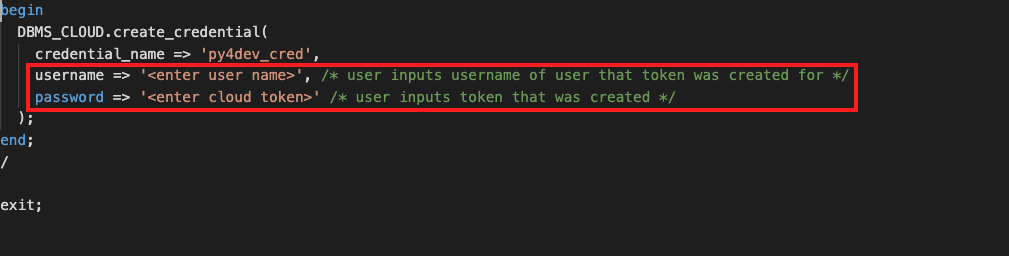 begin
DBMS_CLOUD.create_credential(
credential_name => 'py4dev_cred',
username => '<enter user name>', /* user inputs username of user that token was created for */
password => '<enter cloud token>' /* user inputs token that was created */
);
end;
/
exit;